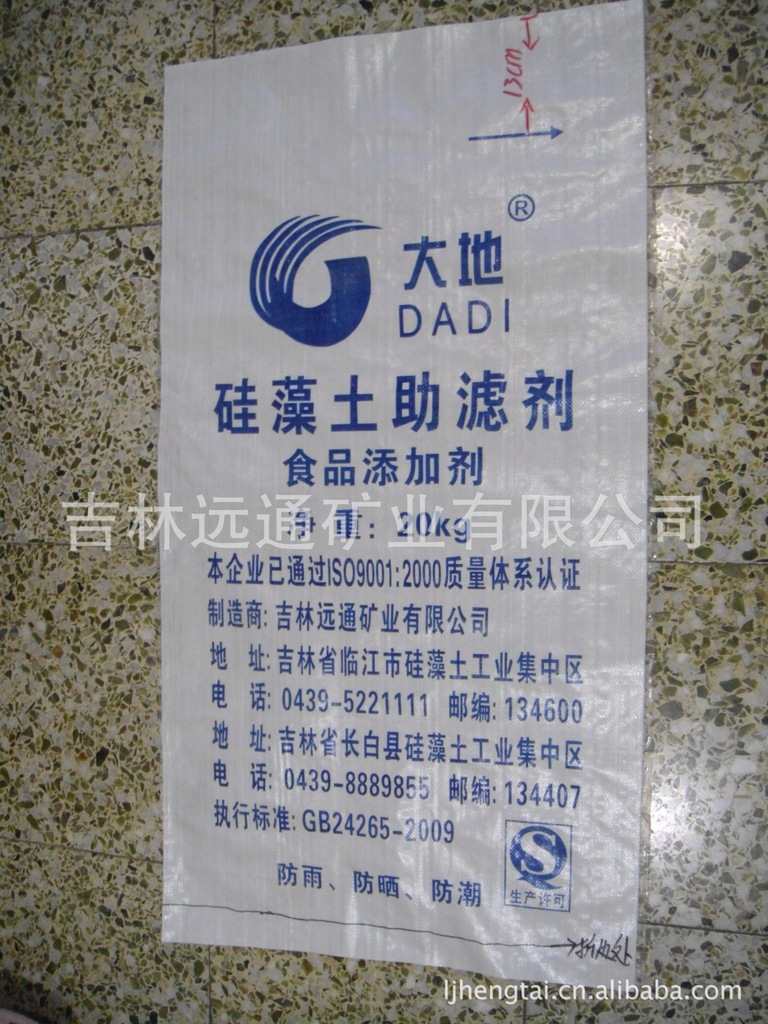 13cm
®
大地
DADI
硅藻土助滤剂
食品添加剂
吉林远通矿业有限公司
净重: 20kg
本企业已通过ISO9001:2000质量体系认证
制造商: 吉林远通矿业有限公司
地 址: 吉林省临江市硅藻土工业集中区
电 话: 0439-5221111 邮编: 134600
地 址: 吉林省长白县硅藻土工业集中区
电 话: 0439-8889855 邮编: 134407
执行标准: GB24265-2009
生产许可
防雨、防晒、防潮
ljhengtai.cn.alibaba.com